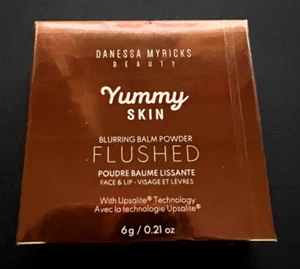 DANESSA MYRICKS
BEAUTY
Yummy
SKIN
BLURRING BALM POWDER
FLUSHED
POUDRE BAUME LISSANTE
FACE & LIP - VISAGE ET LÈVRES
With Upsalite® Technology
Avec la technologie Upsalite®
6g / 0.21 oz